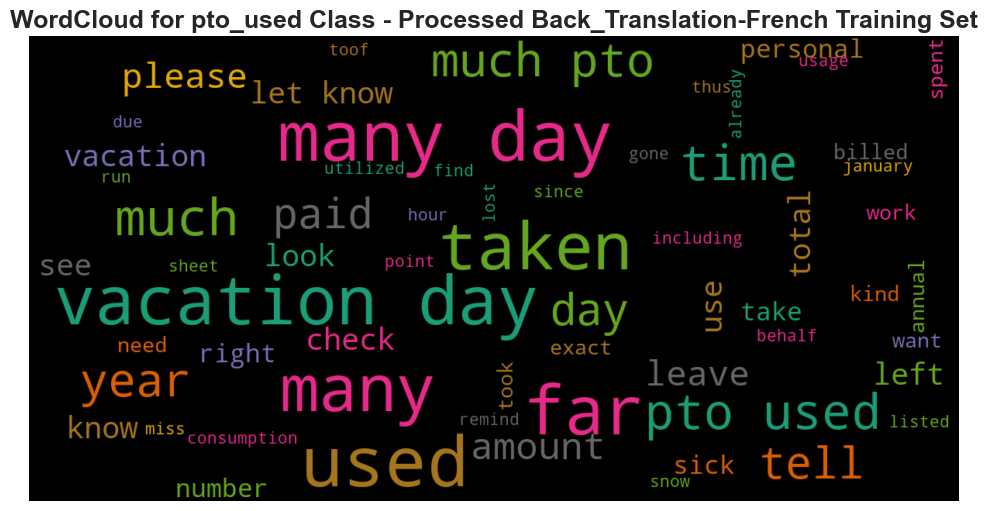 WordCloud for pto_used Class - Processed Back_Translation-French Training Set
toof
much pto
personal
usage
spent
please
let know
thus
already
due
many day
time
gone
billed
january
vacation
run
utilized
find
since
lost
hour
much
paid
taken
including
total
work
see
sheet
look
point
vacation day
day
use
take
kind
annual
behalf
want
need
right
check
exact
year
many
took
far
leave
left
pto used
know
miss
consumption
remind
amount
listed
used
sick
tell
snow
number